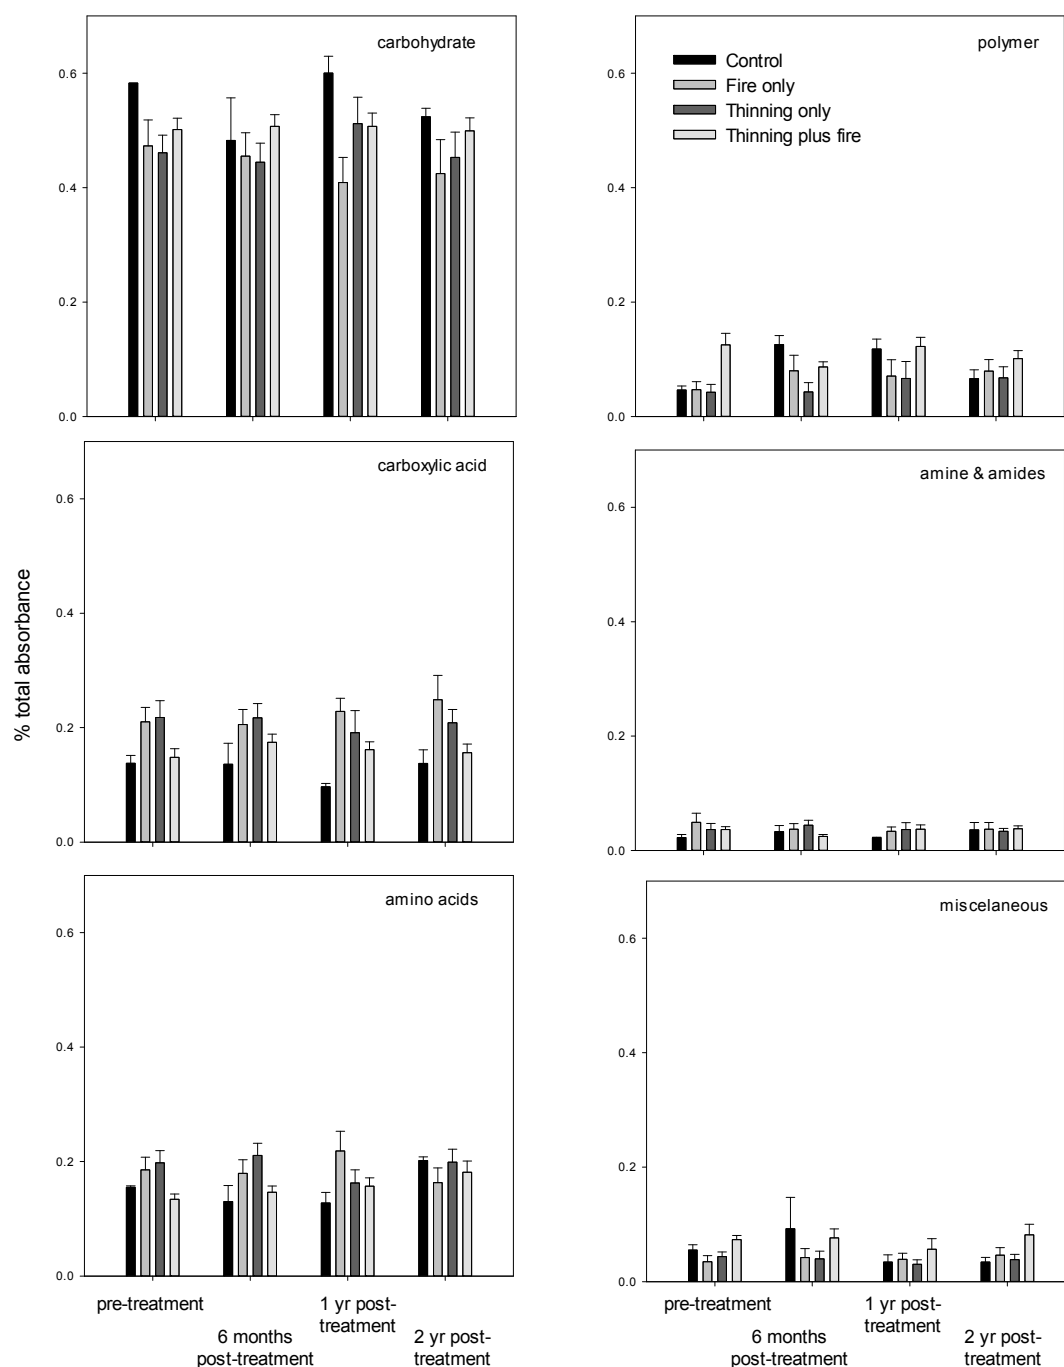 carbohydrate
0.6
0.4
0.2
0.0
polymer
Control
Fire only
Thinning only
Thinning plus fire
0.6
0.4
0.2
0.0
% total absorbance
carboxylic acid
0.6
0.4
0.2
0.0
amine & amides
0.6
0.4
0.2
0.0
amino acids
0.6
0.4
0.2
0.0
pre-treatment
6 months
post-treatment
1 yr post-
treatment
2 yr post-
treatment
miscelaneous
0.6
0.4
0.2
0.0
pre-treatment
6 months
post-treatment
1 yr post-
treatment
2 yr post-
treatment